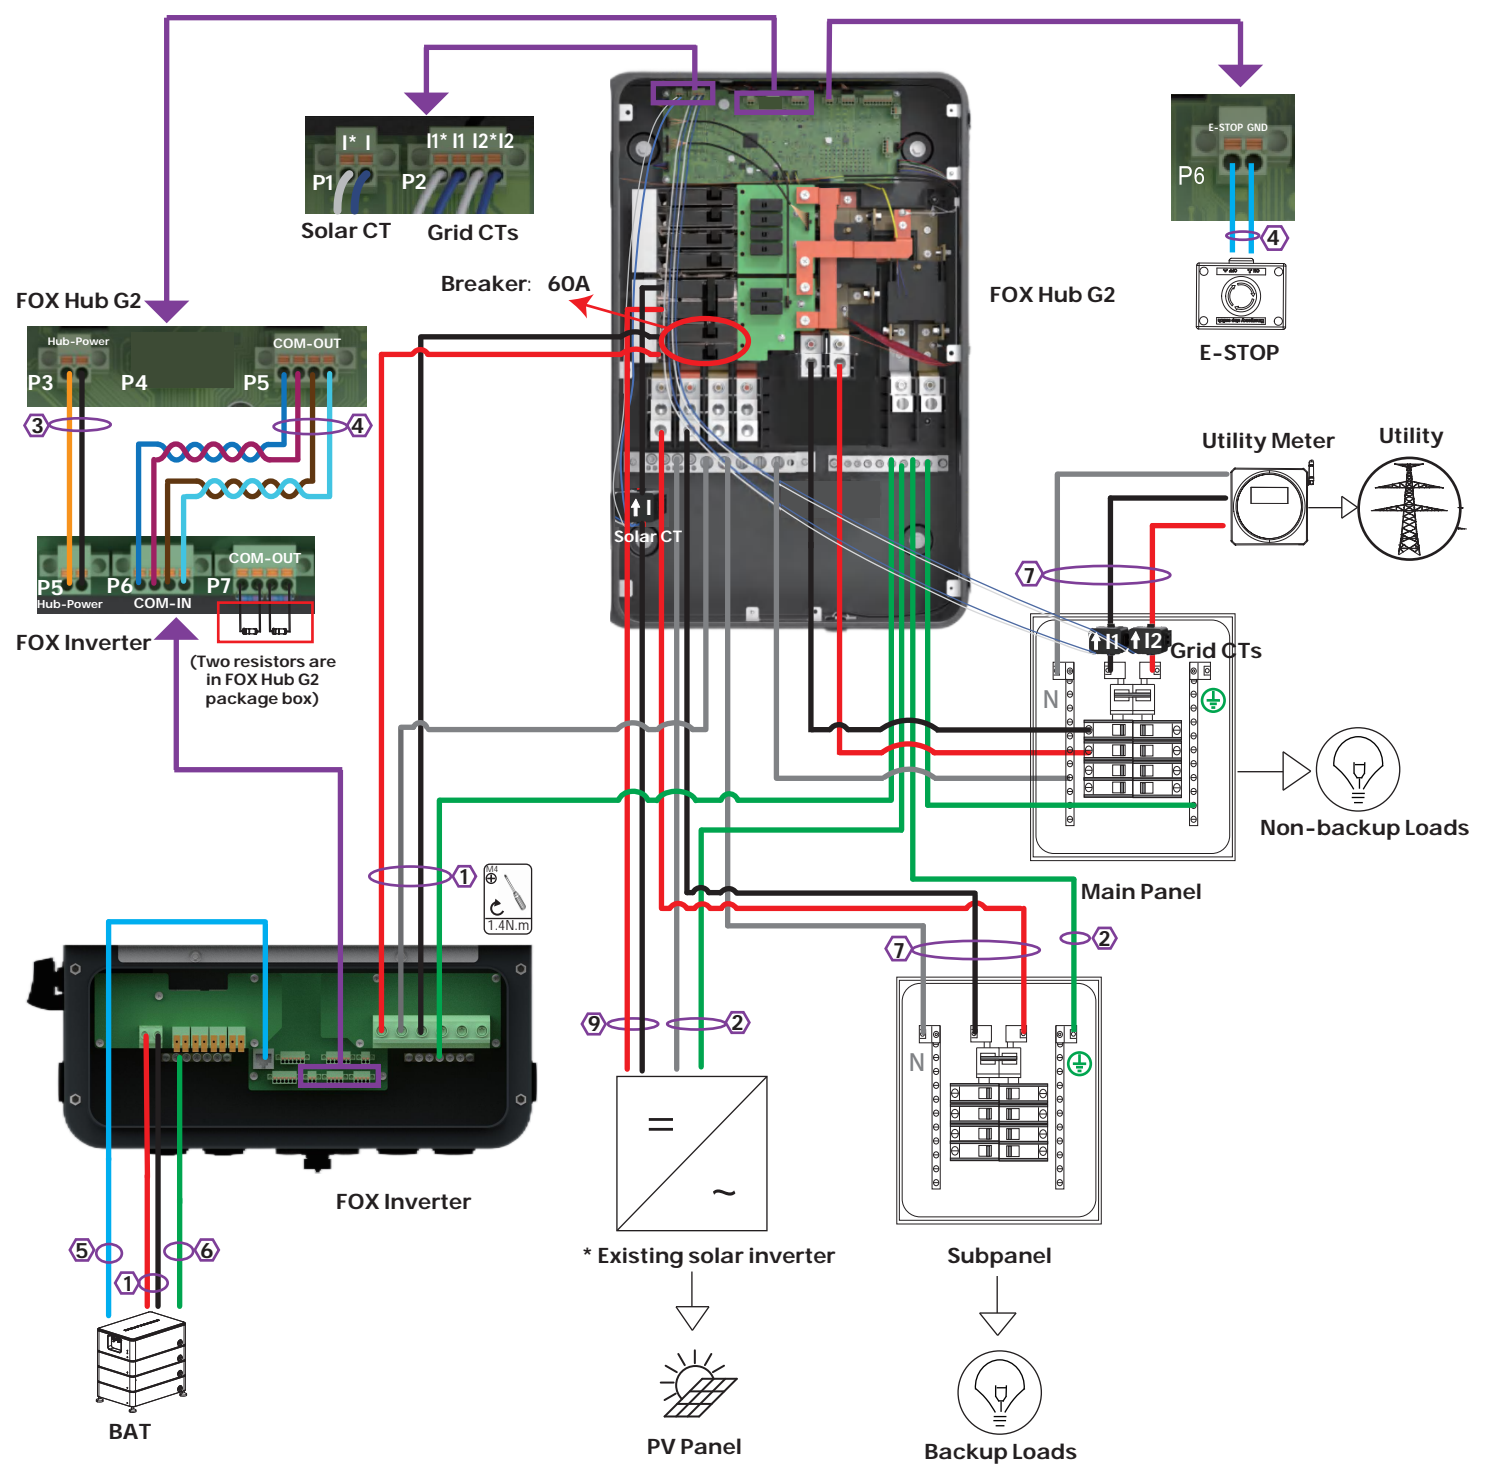 I* I
I1* I1 I2* I2
P1
P2
Solar CT
Grid CTs
E-STOP GND
P6
4
E-STOP
Breaker: 60A
FOX Hub G2
FOX Hub G2
Hub-Power
COM-OUT
P3
P4
P5
3
4
P5
P6
P7
COM-OUT
Hub-Power
COM-IN
FOX Inverter
(Two resistors are
in FOX Hub G2
package box)
I
Solar CT
Utility Meter
Utility
7
I1
I2
Grid CTs
N
Non-backup Loads
Main Panel
1
M4
1.4N.m
7
2
9
2
N
FOX Inverter
5
1
6
BAT
=
~
* Existing solar inverter
PV Panel
Subpanel
Backup Loads